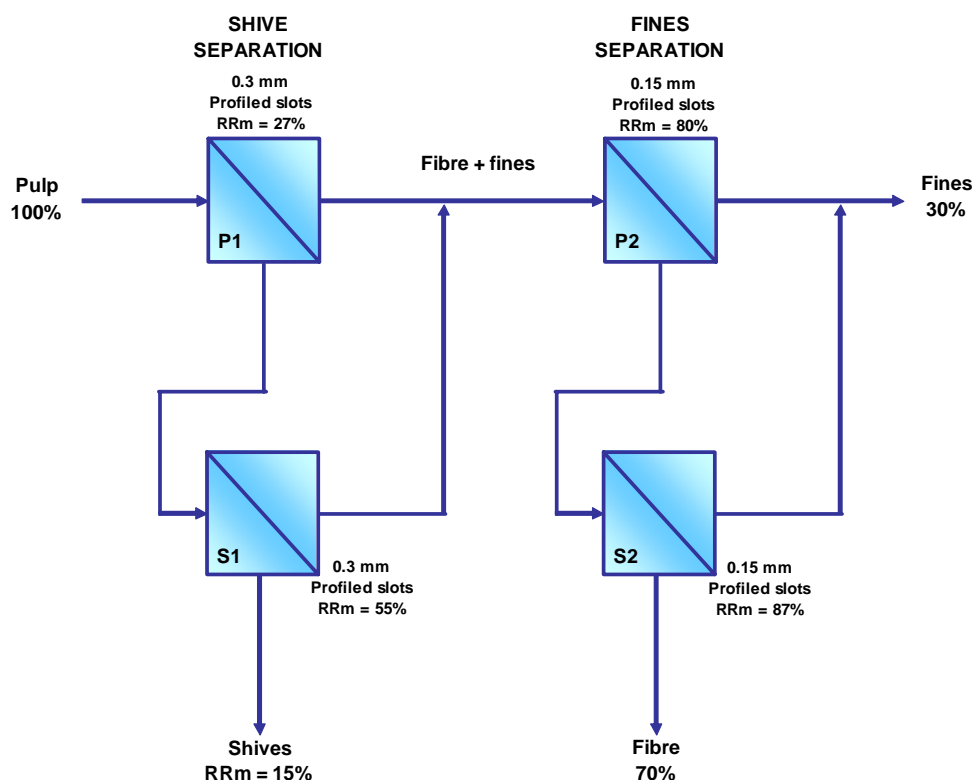 SHIVE
SEPARATION
0.3 mm
Profiled slots
RRm = 27%
FINES
SEPARATION
0.15 mm
Profiled slots
RRm = 80%
Pulp
100%
P1
Fibre + fines
P2
Fines
30%
S1
0.3 mm
Profiled slots
RRm = 55%
S2
0.15 mm
Profiled slots
RRm = 87%
Shives
RRm = 15%
Fibre
70%